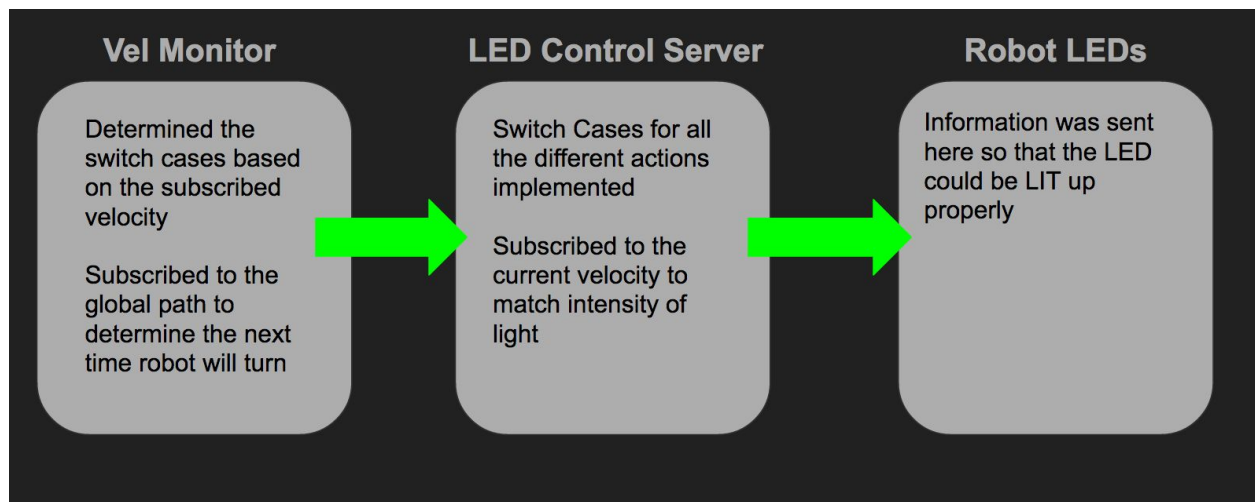 Vel Monitor
Determined the
switch cases based
on the subscribed
velocity
Subscribed to the
global path to
determine the next
time robot will turn
LED Control Server
Switch Cases for all
the different actions
implemented
Subscribed to the
current velocity to
match intensity of
light
Robot LEDs
Information was sent
here so that the LED
could be LIT up
properly